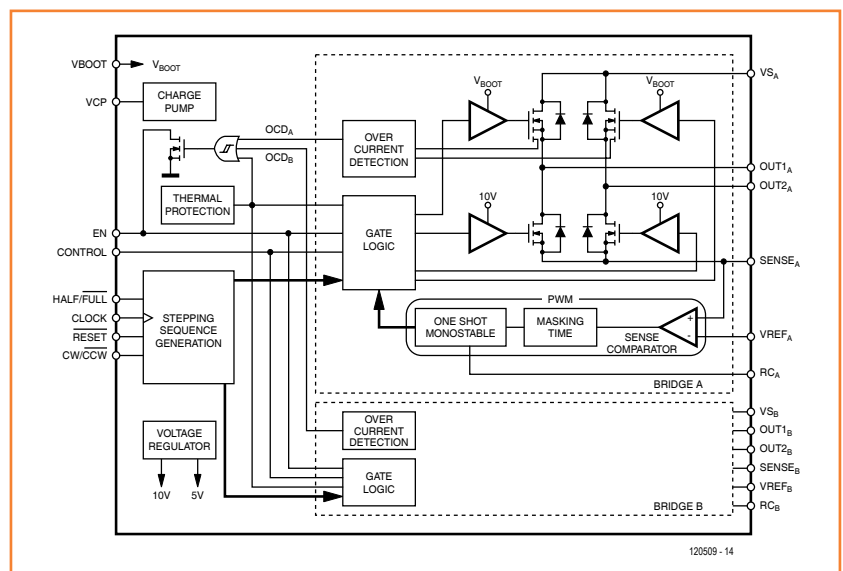 VBOOT
VBOOT
VCP
CHARGE
PUMP
OCDA
OCDB
THERMAL
PROTECTION
EN
CONTROL
HALF/FULL
CLOCK
RESET
CW/CCW
STEPPING
SEQUENCE
GENERATION
VOLTAGE
REGULATOR
10V
5V
OVER
CURRENT
DETECTION
GATE
LOGIC
VBOOT
VBOOT
10V
10V
PWM
ONE SHOT
MONOSTABLE
MASKING
TIME
+
-
SENSE
COMPARATOR
BRIDGE A
OVER
CURRENT
DETECTION
GATE
LOGIC
BRIDGE B
VSA
OUT1A
OUT2A
SENSEA
VREFA
RCA
VSB
OUT1B
OUT2B
SENSEB
VREFB
RCB
120509 - 14